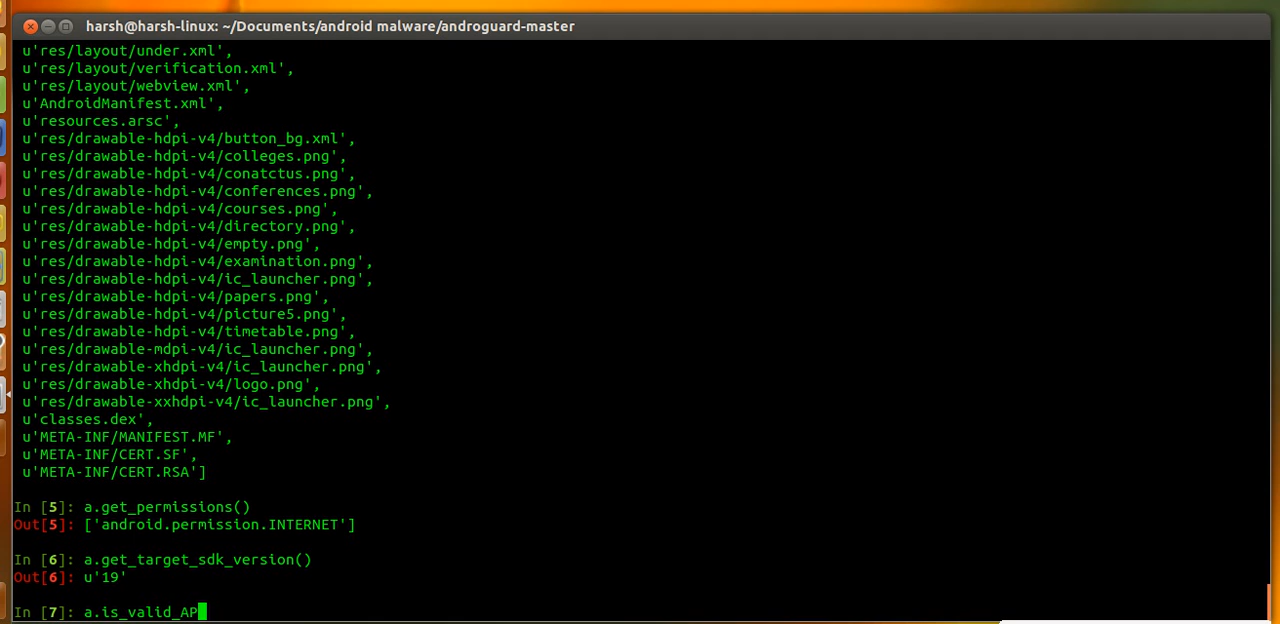 harsh@harsh-linux: ~/Documents/android malware/androguard-master
u'res/layout/under.xml',
u'res/layout/verification.xml',
u'res/layout/webview.xml',
u'AndroidManifest.xml',
u'resources.arsc',
u'res/drawable-hdpi-v4/button_bg.xml',
u'res/drawable-hdpi-v4/colleges.png',
u'res/drawable-hdpi-v4/conatctus.png',
u'res/drawable-hdpi-v4/conferences.png',
u'res/drawable-hdpi-v4/courses.png',
u'res/drawable-hdpi-v4/directory.png',
u'res/drawable-hdpi-v4/empty.png',
u'res/drawable-hdpi-v4/examination.png',
u'res/drawable-hdpi-v4/ic_launcher.png',
u'res/drawable-hdpi-v4/papers.png',
u'res/drawable-hdpi-v4/picture5.png',
u'res/drawable-hdpi-v4/timetable.png',
u'res/drawable-mdpi-v4/ic_launcher.png',
u'res/drawable-xhdpi-v4/ic_launcher.png',
u'res/drawable-xhdpi-v4/logo.png',
u'res/drawable-xxhdpi-v4/ic_launcher.png',
u'classes.dex',
u'META-INF/MANIFEST.MF',
u'META-INF/CERT.SF',
u'META-INF/CERT.RSA']
In [5]: a.get_permissions()
Out[5]: ['android.permission.INTERNET']
In [6]: a.get_target_sdk_version()
Out[6]: u'19'
In [7]: a.is_valid_AP